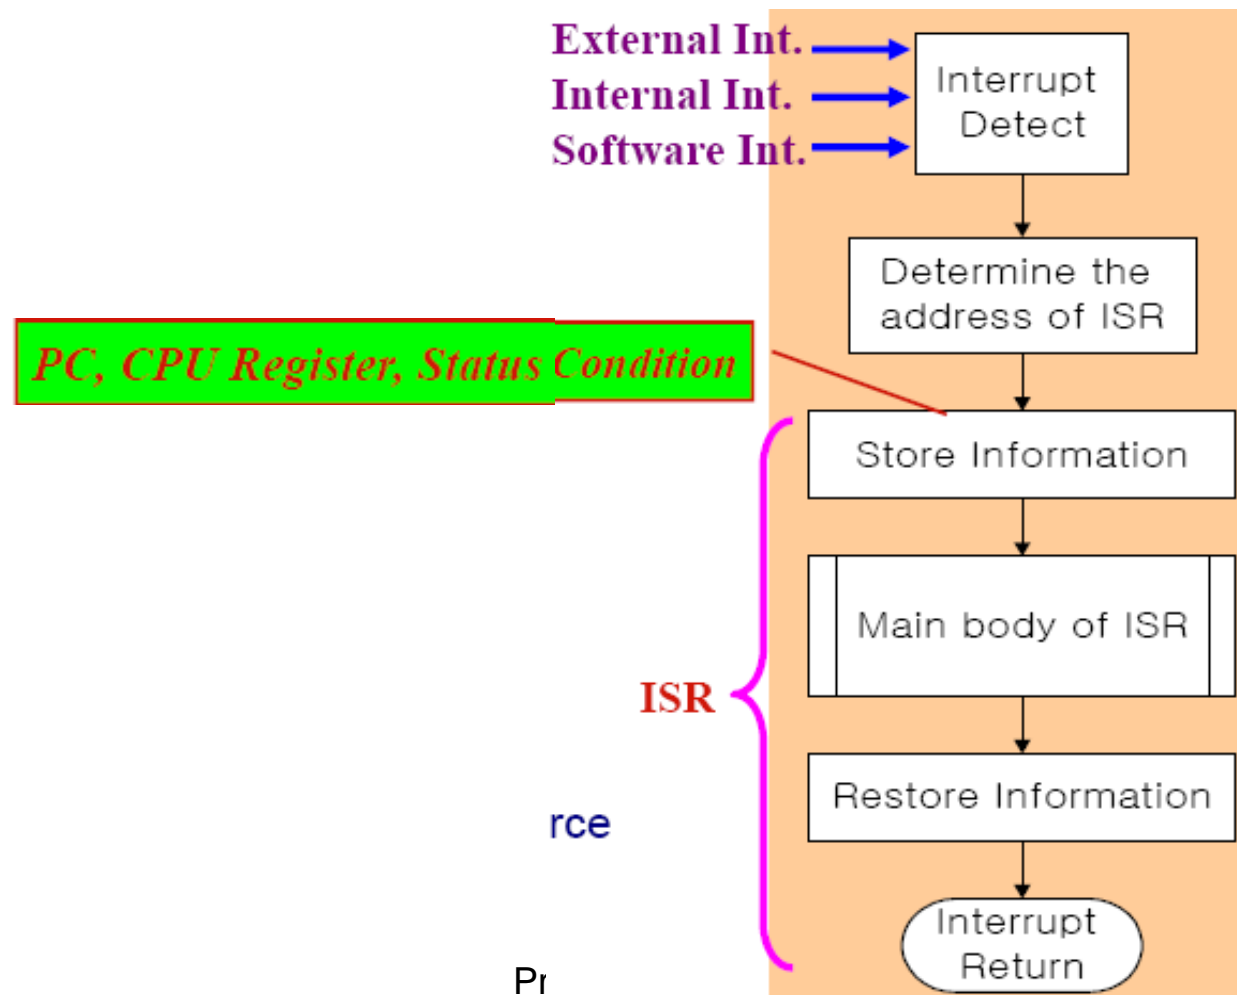 External Int.
Internal Int.
Software Int.
Interrupt
Detect
Determine the
address of ISR
PC, CPU Register, Status Condition
Store Information
Main body of ISR
ISR
Restore Information
rce
Interrupt
Return